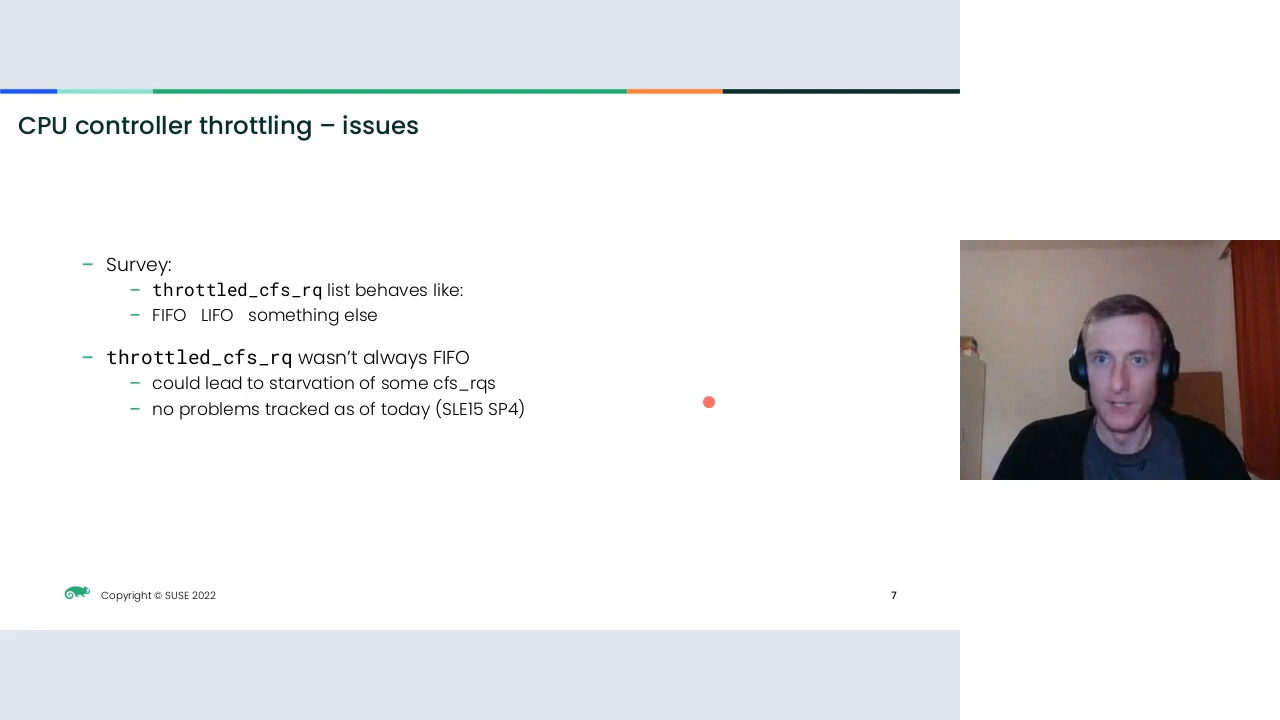 CPU controller throttling – issues
– Survey:
– throttled_cfs_rq list behaves like:
– FIFO LIFO something else
– throttled_cfs_rq wasn’t always FIFO
– could lead to starvation of some cfs_rqs
– no problems tracked as of today (SLE15 SP4)
Copyright © SUSE 2022
7